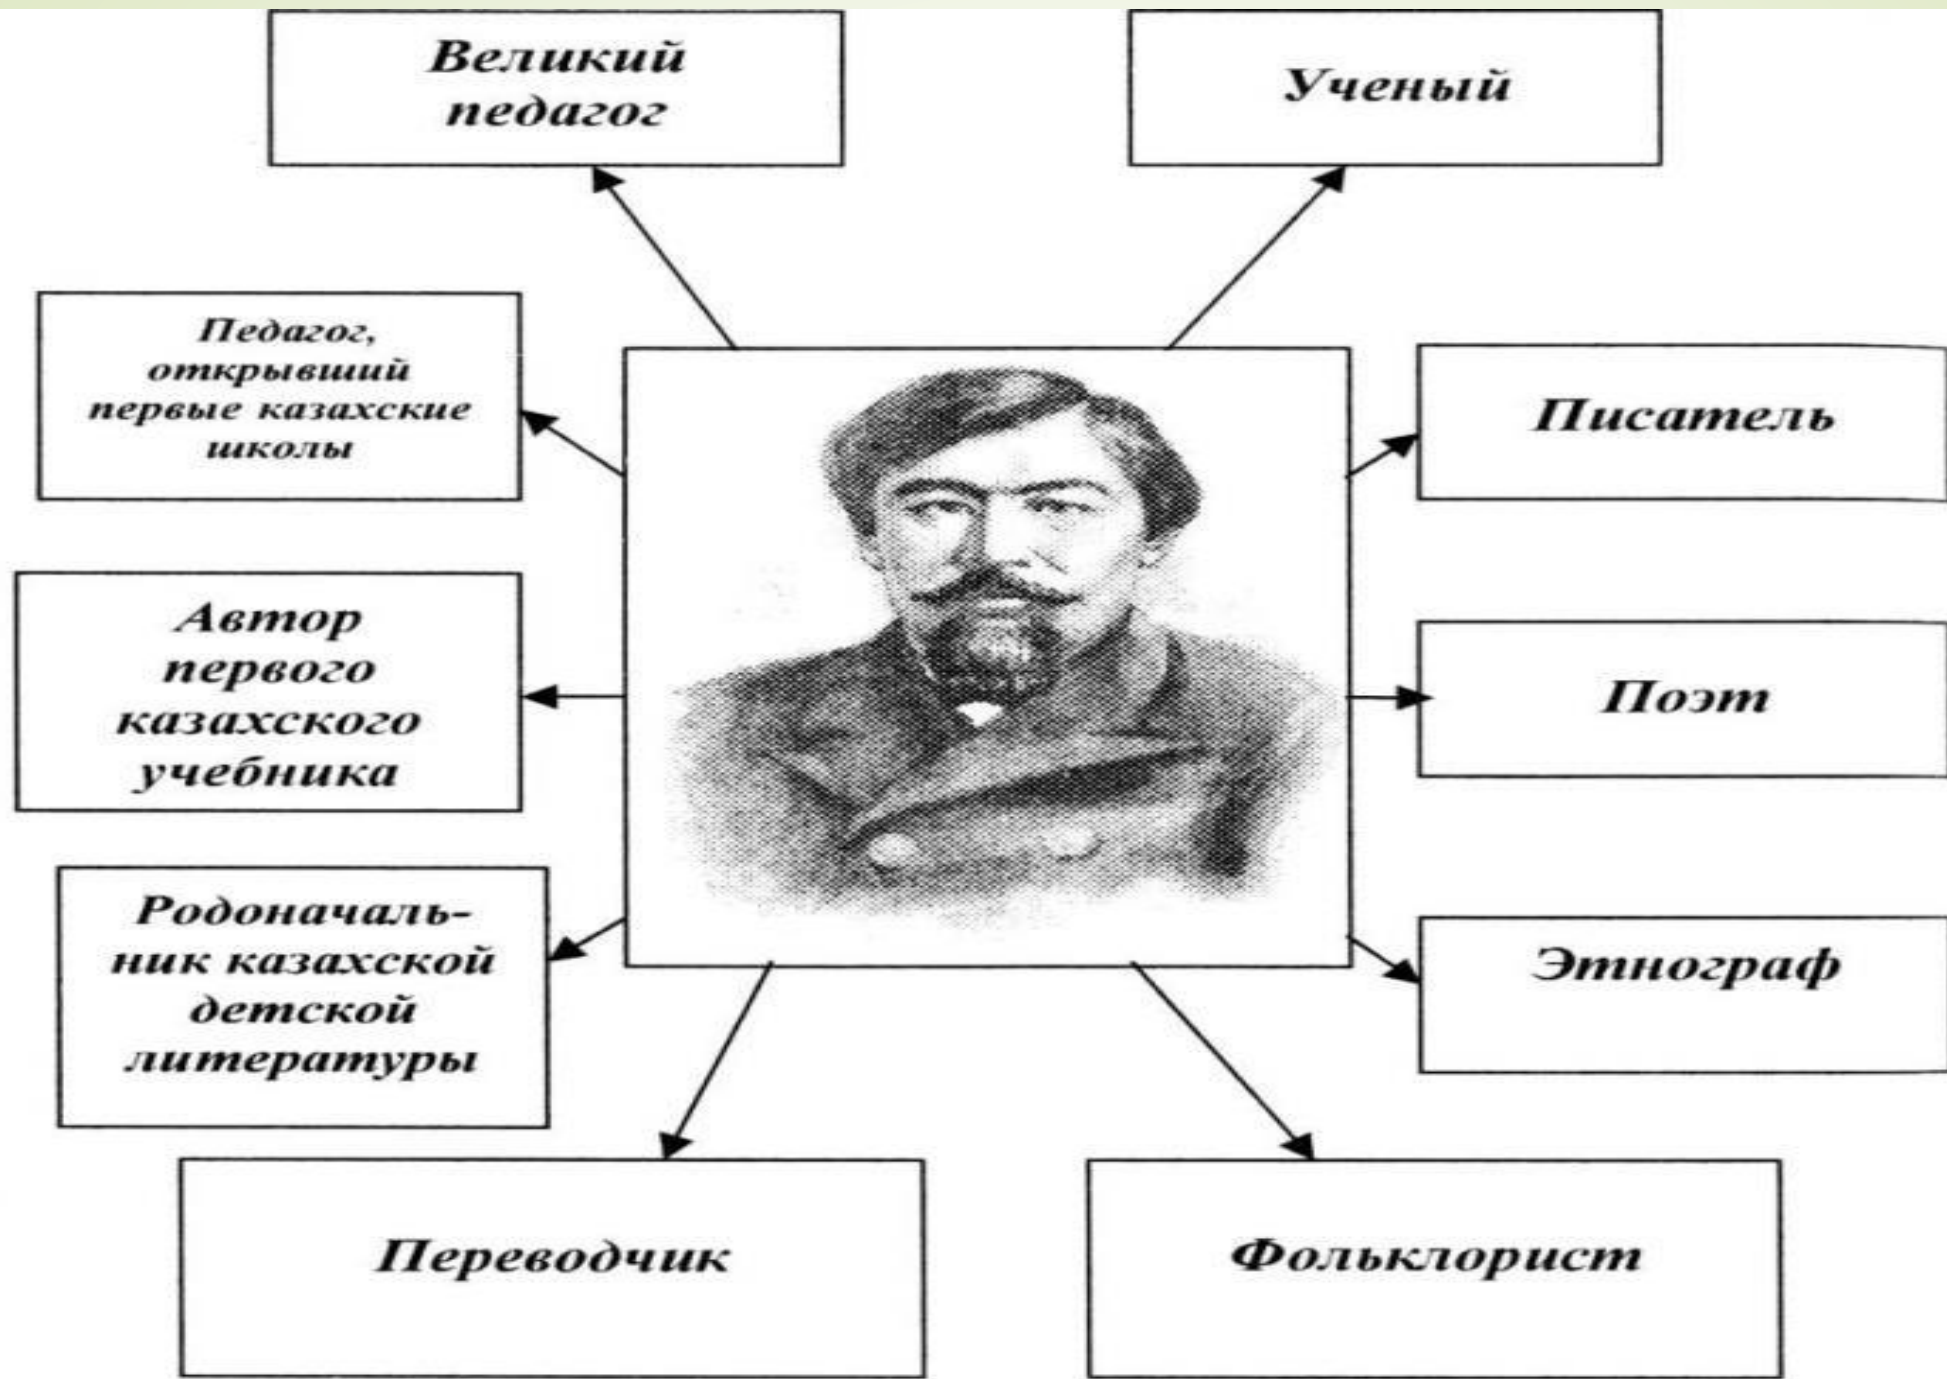 Великий
педагог
Ученый
Педагог,
открывший
первые казахские
школы
Писатель
Автор
первого
казахского
учебника
Поэт
Родоначаль-
ник казахской
детской
литературы
Этнограф
Переводчик
Фольклорист